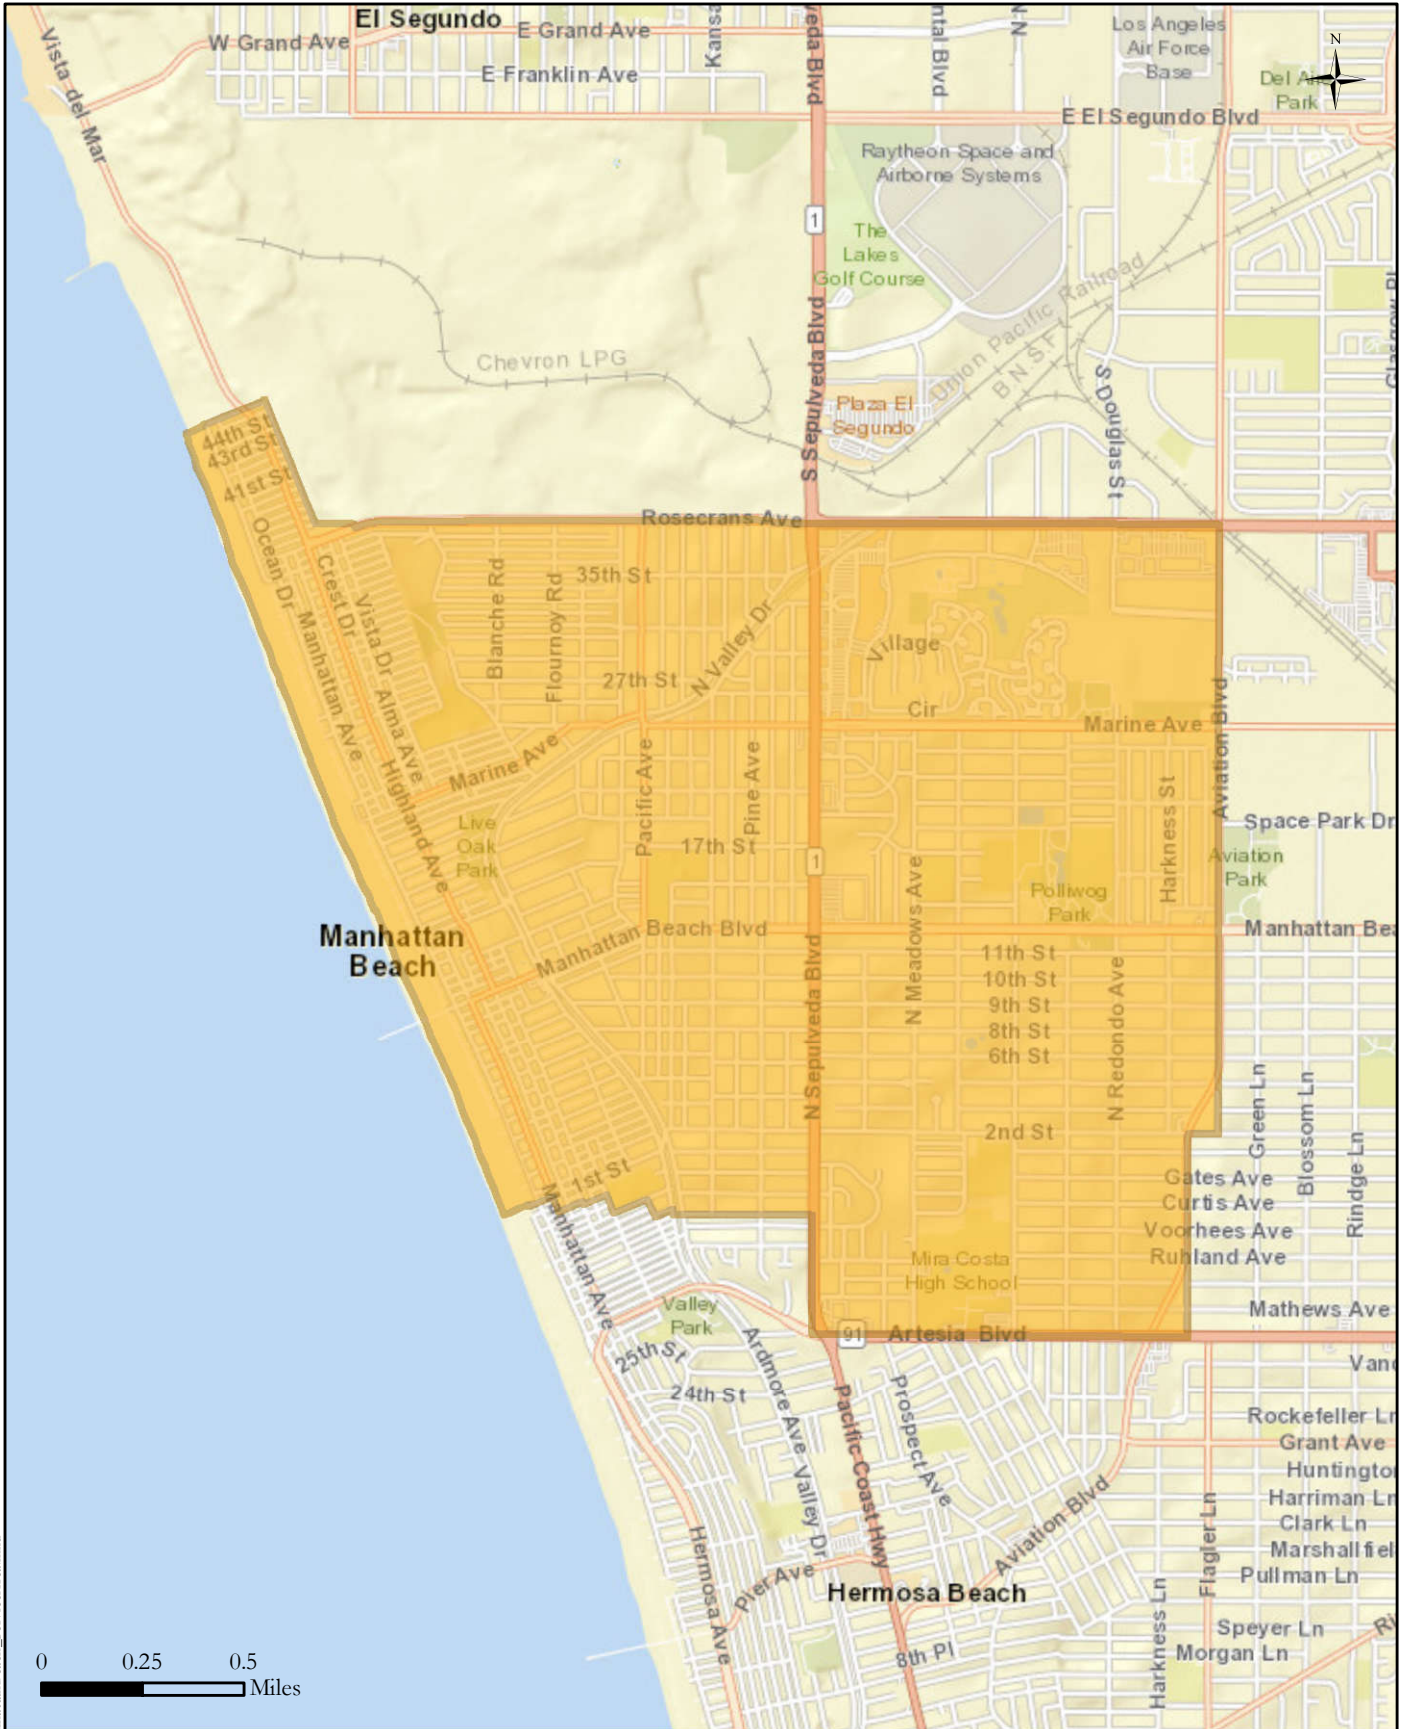 El Segundo
W Grand Ave
E Grand Ave
E Franklin Ave
Vista del Mar
Los Angeles
Air Force
Base
N
Park
E El Segundo Blvd
Raytheon Space and
Airborne Systems
1
The
Lakes
Golf Course
Union Pacific Railroad
BNSF
Chevron LPG
S Sepulveda Blvd
Plaza El
Segundo
S Douglas St
44th St
43rd St
41st St
Rosecrans Ave
Ocean Dr
Crest Dr
Vista Dr
Manhattan Ave
Alma Ave
Highland Ave
Blanche Rd
Flournoy Rd
35th St
27th St
N Valley Dr
Village
Cir
Marine Ave
Marine Ave
Aviation Blvd
Pacific Ave
Pine Ave
17th St
Live
Oak
Park
1
Harkness St
Space Park Dr
Aviation
Park
N Meadows Ave
Polliwog
Park
Manhattan
Beach
Manhattan Beach Blvd
Manhattan Bea
11th St
10th St
9th St
8th St
6th St
N Sepulveda Blvd
N Redondo Ave
2nd St
Green Ln
Blossom Ln
Rindge Ln
1st St
Gates Ave
Curtis Ave
Voorhees Ave
Ruhland Ave
Mira Costa
High School
Manhattan Ave
Valley
Park
Mathews Ave
91
Artesia Blvd
25th St
24th St
Ardmore Ave
Valley Dr
Pacific Coast Hwy
Prospect Ave
Rockefeller Ln
Grant Ave
Harriman Ln
Clark Ln
Pullman Ln
Aviation Blvd
Flagler Ln
Hermosa Ave
Pier Ave
Hermosa Beach
Harkness Ln
Speyer Ln
Morgan Ln
8th Pl
0 0.25 0.5
Miles